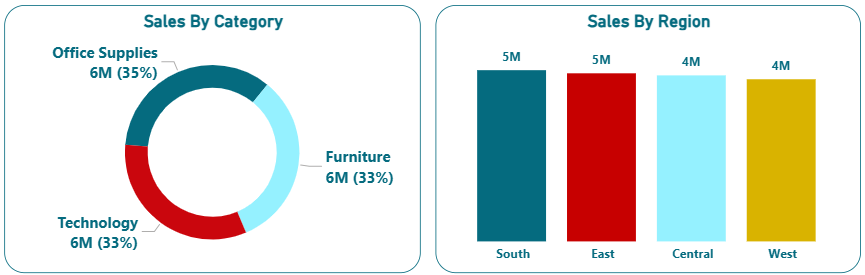 Sales By Category
Office Supplies
6M (35%)
Furniture
6M (33%)
Technology
6M (33%)
Sales By Region
5M
5M
4M
4M
South
East
Central
West